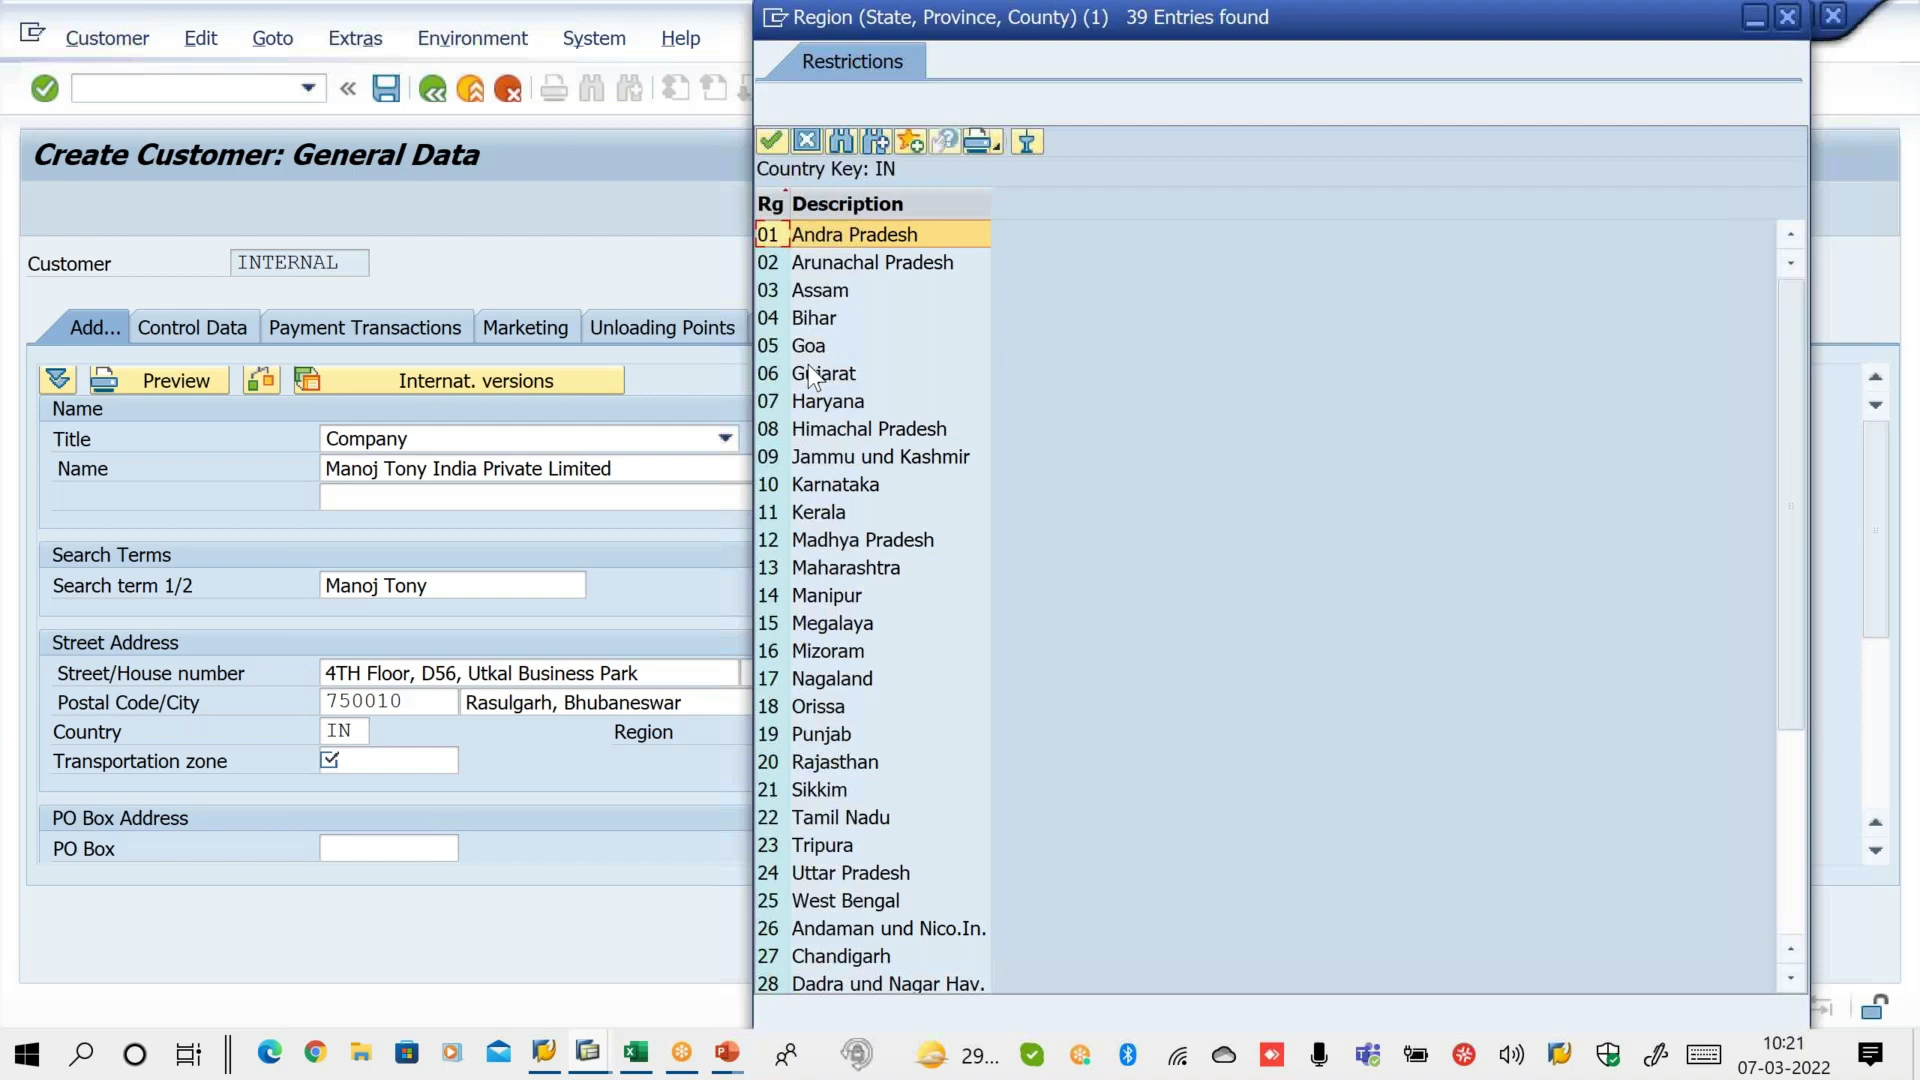 Customer Edit Goto Extras Environment System Help
Create Customer: General Data
Customer INTERNAL
Add... Control Data Payment Transactions Marketing Unloading Points
Preview Internat. versions
Name
Title Company
Name Manoj Tony India Private Limited
Search Terms
Search term 1/2 Manoj Tony
Street Address
Street/House number 4TH Floor, D56, Utkal Business Park
Postal Code/City 750010 Rasulgarh, Bhubaneswar
Country IN Region
Transportation zone
PO Box Address
PO Box
Region (State, Province, County) (1) 39 Entries found
Restrictions
Country Key: IN
Rg Description
01 Andra Pradesh
02 Arunachal Pradesh
03 Assam
04 Bihar
05 Goa
06 Gujarat
07 Haryana
08 Himachal Pradesh
09 Jammu und Kashmir
10 Karnataka
11 Kerala
12 Madhya Pradesh
13 Maharashtra
14 Manipur
15 Megalaya
16 Mizoram
17 Nagaland
18 Orissa
19 Punjab
20 Rajasthan
21 Sikkim
22 Tamil Nadu
23 Tripura
24 Uttar Pradesh
25 West Bengal
26 Andaman und Nico.In.
27 Chandigarh
28 Dadra und Nagar Hav.
29...
10:21
07-03-2022